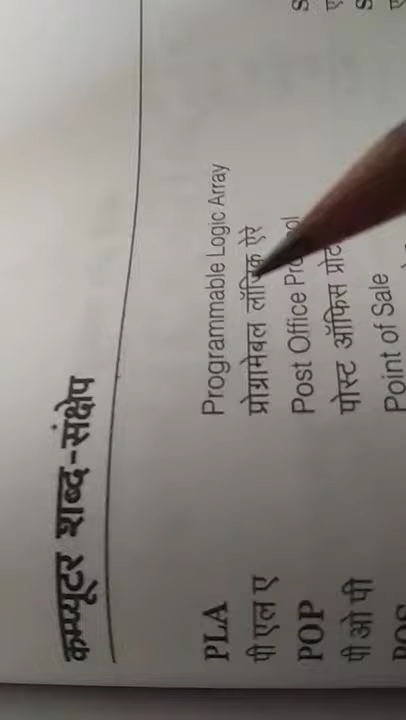 कम्प्यूटर शब्द-संक्षेप
PLA Programmable Logic Array
पी एल ए प्रोग्रामेबल लॉजिक ऐरे
POP Post Office
पी ओ पी पोस्ट ऑफिस
Point of Sale